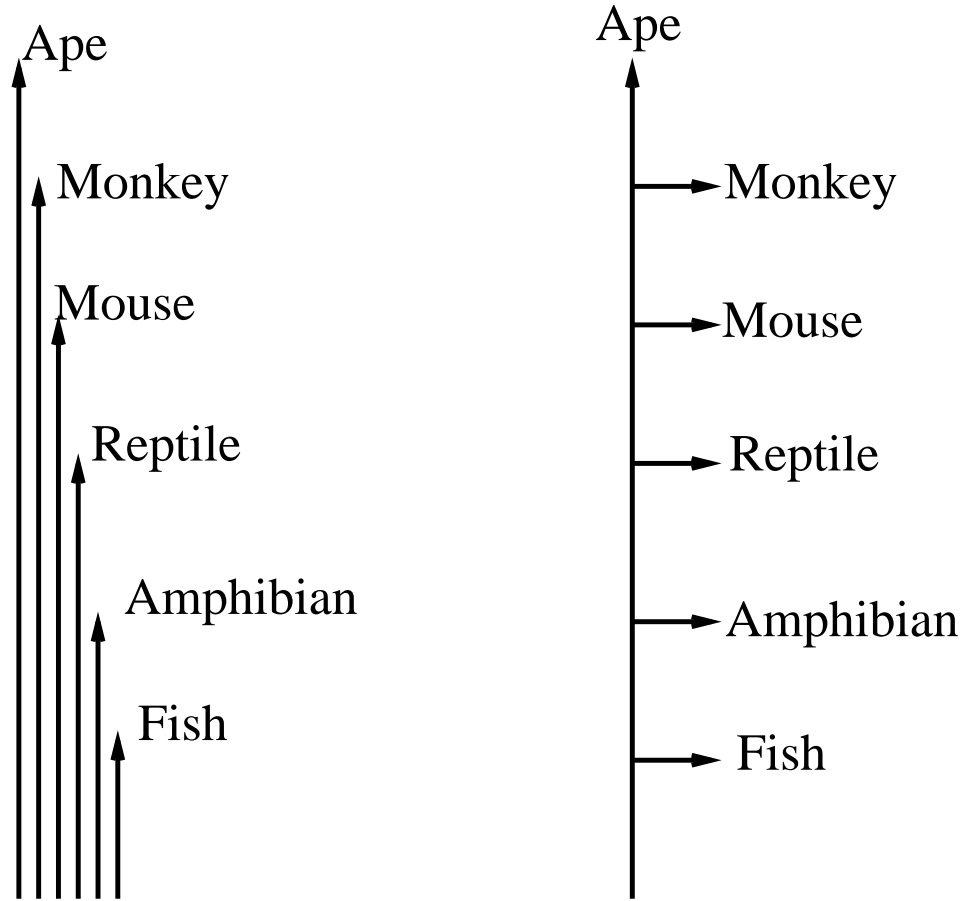 Ape
Monkey
Mouse
Reptile
Amphibian
Fish
Ape
Monkey
Mouse
Reptile
Amphibian
Fish